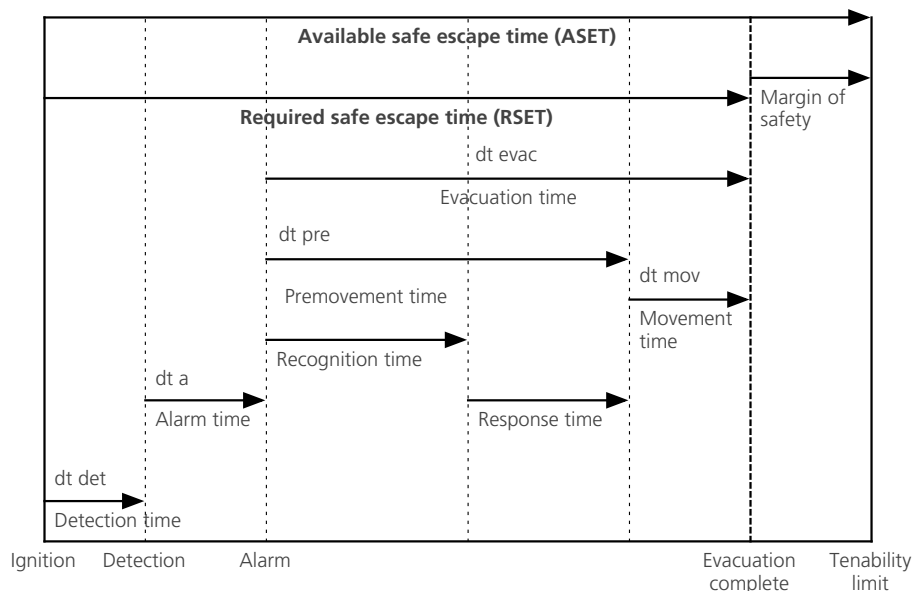 Available safe escape time (ASET)
Margin of
safety
Required safe escape time (RSET)
dt evac
Evacuation time
dt pre
Premovement time
dt mov
Movement
time
Recognition time
dt a
Alarm time
Response time
dt det
Detection time
Ignition Detection Alarm Evacuation Tenability
complete limit